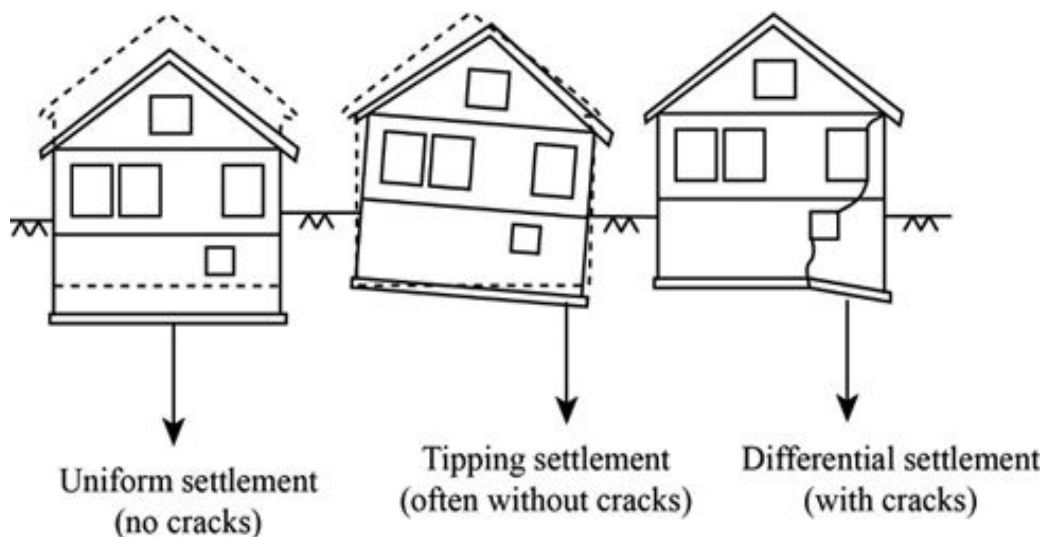 Uniform settlement
(no cracks)
Tipping settlement
(often without cracks)
Differential settlement
(with cracks)